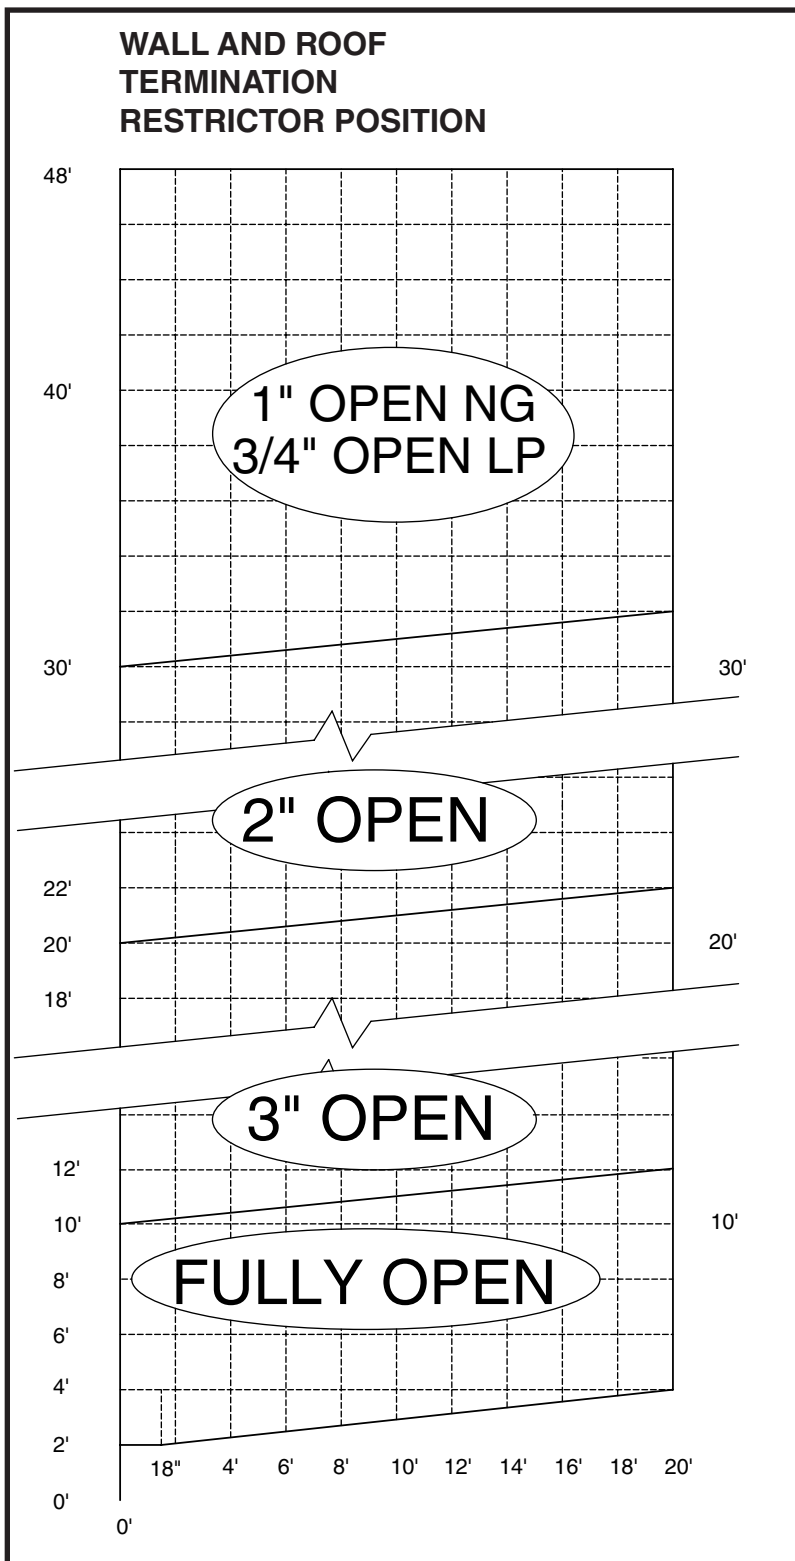 WALL AND ROOF
TERMINATION
RESTRICTOR POSITION
48'
40'
1" OPEN NG
3/4" OPEN LP
30'
30'
2" OPEN
22'
20'
20'
18'
3" OPEN
12'
10'
10'
FULLY OPEN
8'
6'
4'
2'
18" 4' 6' 8' 10' 12' 14' 16' 18' 20'
0'
0'